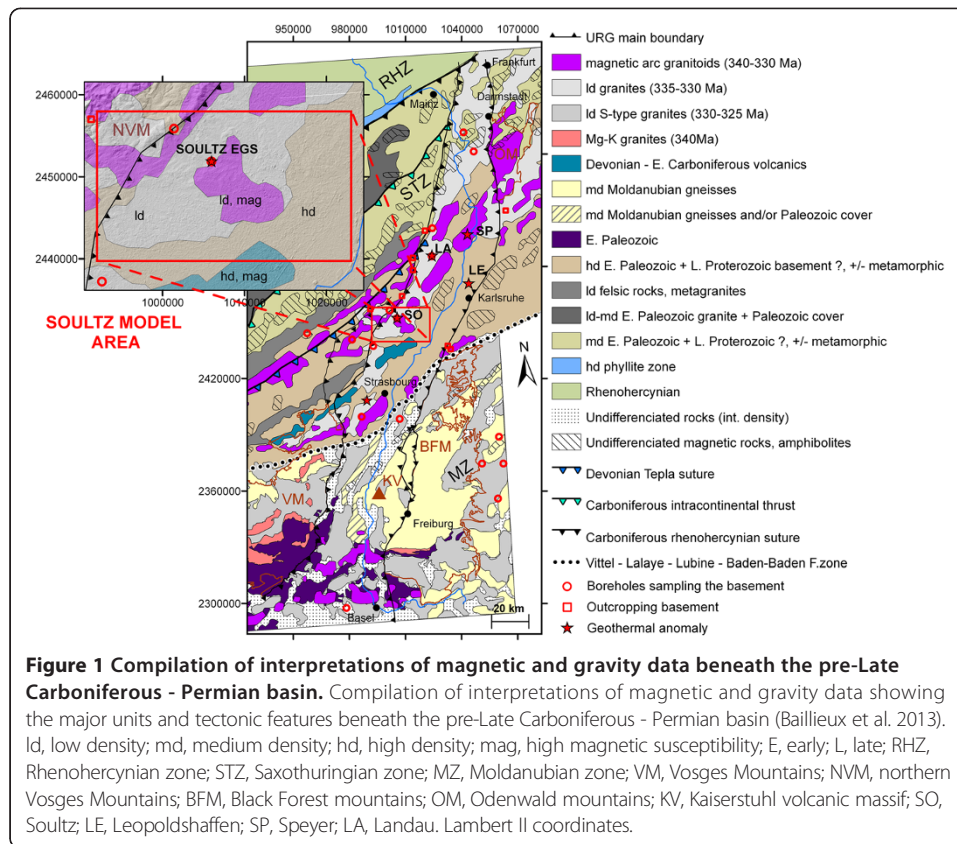 950000 980000 1010000 1040000 1070000
2460000
2450000
2440000
2420000
2360000
2300000
1000000 1010000 1020000
NVM
SOULTZ EGS
ld
ld, mag
hd
hd, mag
SOULTZ MODEL
AREA
RHZ
Frankfurt
Mainz
Darmstadt
OM
STZ
SP
LA
LE
Karlsruhe
SO
N
Strasbourg
BFM
MZ
KV
VM
Freiburg
Basel
20 km
URG main boundary
magnetic arc granitoids (340-330 Ma)
ld granites (335-330 Ma)
ld S-type granites (330-325 Ma)
Mg-K granites (340Ma)
Devonian - E. Carboniferous volcanics
md Moldanubian gneisses
md Moldanubian gneisses and/or Paleozoic cover
E. Paleozoic
hd E. Paleozoic + L. Proterozoic basement ?, +/- metamorphic
ld felsic rocks, metagranites
ld-md E. Paleozoic granite + Paleozoic cover
md E. Paleozoic + L. Proterozoic ?, +/- metamorphic
hd phyllite zone
Rhenohercynian
Undifferenciated rocks (int. density)
Undifferenciated magnetic rocks, amphibolites
Devonian Tepla suture
Carboniferous intracontinental thrust
Carboniferous rhenohercynian suture
Vittel - Lalaye - Lubine - Baden-Baden F.zone
Boreholes sampling the basement
Outcropping basement
Geothermal anomaly
Figure 1 Compilation of interpretations of magnetic and gravity data beneath the pre-Late
Carboniferous - Permian basin. Compilation of interpretations of magnetic and gravity data showing
the major units and tectonic features beneath the pre-Late Carboniferous - Permian basin (Baillieux et al. 2013).
ld, low density; md, medium density; hd, high density; mag, high magnetic susceptibility; E, early; L, late; RHZ,
Rhenohercynian zone; STZ, Saxothuringian zone; MZ, Moldanubian zone; VM, Vosges Mountains; NVM, northern
Vosges Mountains; BFM, Black Forest mountains; OM, Odenwald mountains; KV, Kaiserstuhl volcanic massif; SO,
Soultz; LE, Leopoldshaffen; SP, Speyer; LA, Landau. Lambert II coordinates.